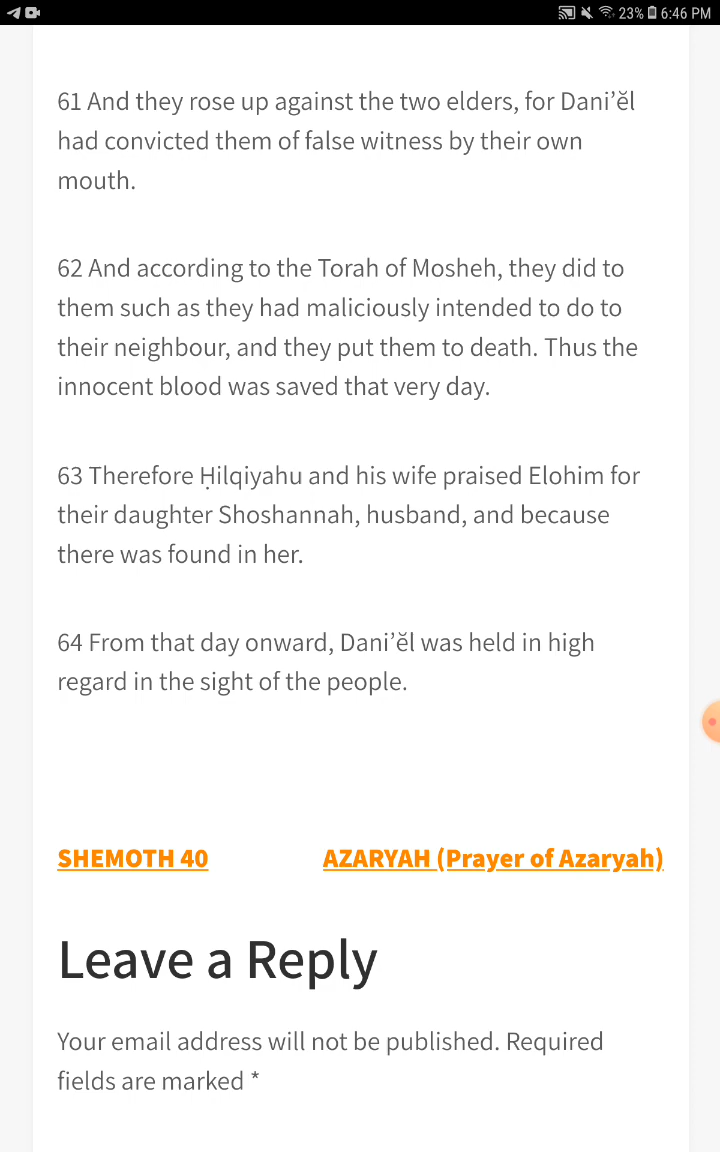 23% 6:46 PM
61 And they rose up against the two elders, for Dani’ĕl
had convicted them of false witness by their own
mouth.
62 And according to the Torah of Mosheh, they did to
them such as they had maliciously intended to do to
their neighbour, and they put them to death. Thus the
innocent blood was saved that very day.
63 Therefore Ḥilqiyahu and his wife praised Elohim for
their daughter Shoshannah, husband, and because
there was found in her.
64 From that day onward, Dani’ĕl was held in high
regard in the sight of the people.
SHEMOTH 40 AZARYAH (Prayer of Azaryah)
Leave a Reply
Your email address will not be published. Required
fields are marked *